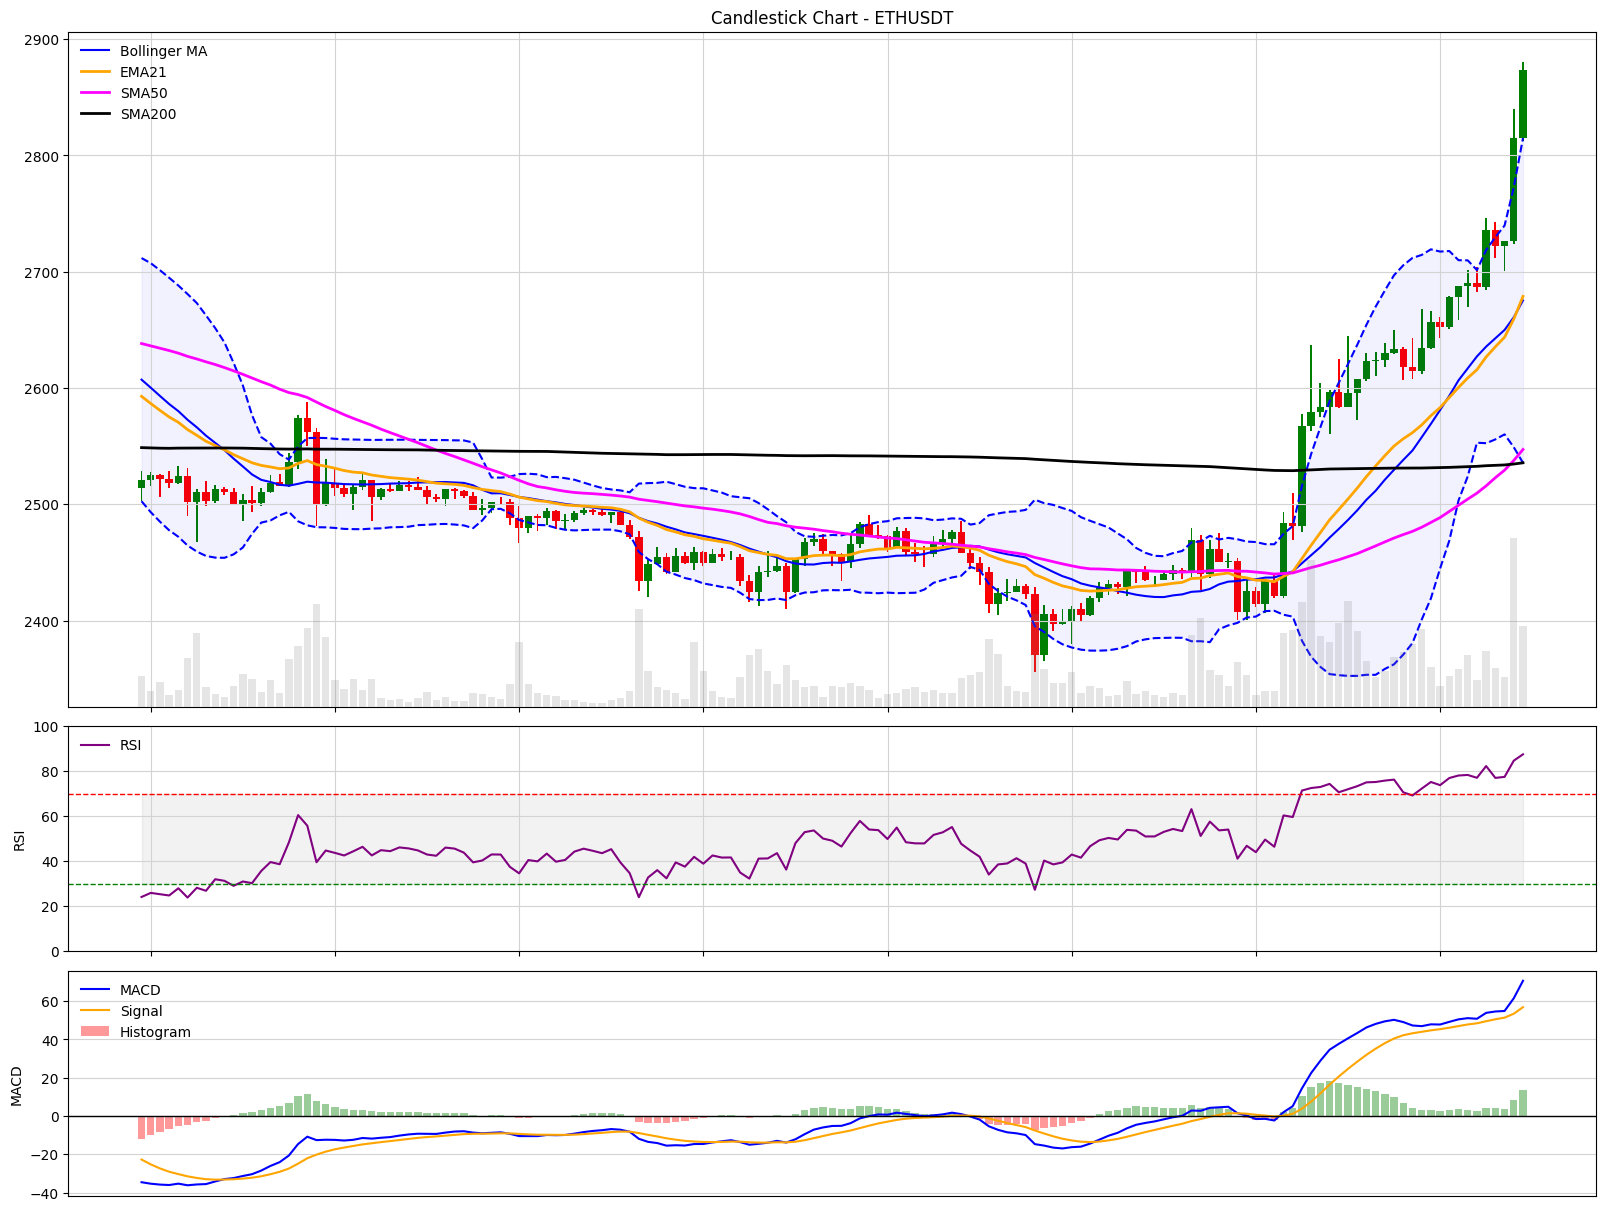 Candlestick Chart - ETHUSDT
Bollinger MA
EMA21
SMA50
SMA200
2900
2800
2700
2600
2500
2400
RSI
RSI
100
80
60
40
20
0
MACD
Signal
Histogram
MACD
60
40
20
0
−20
−40